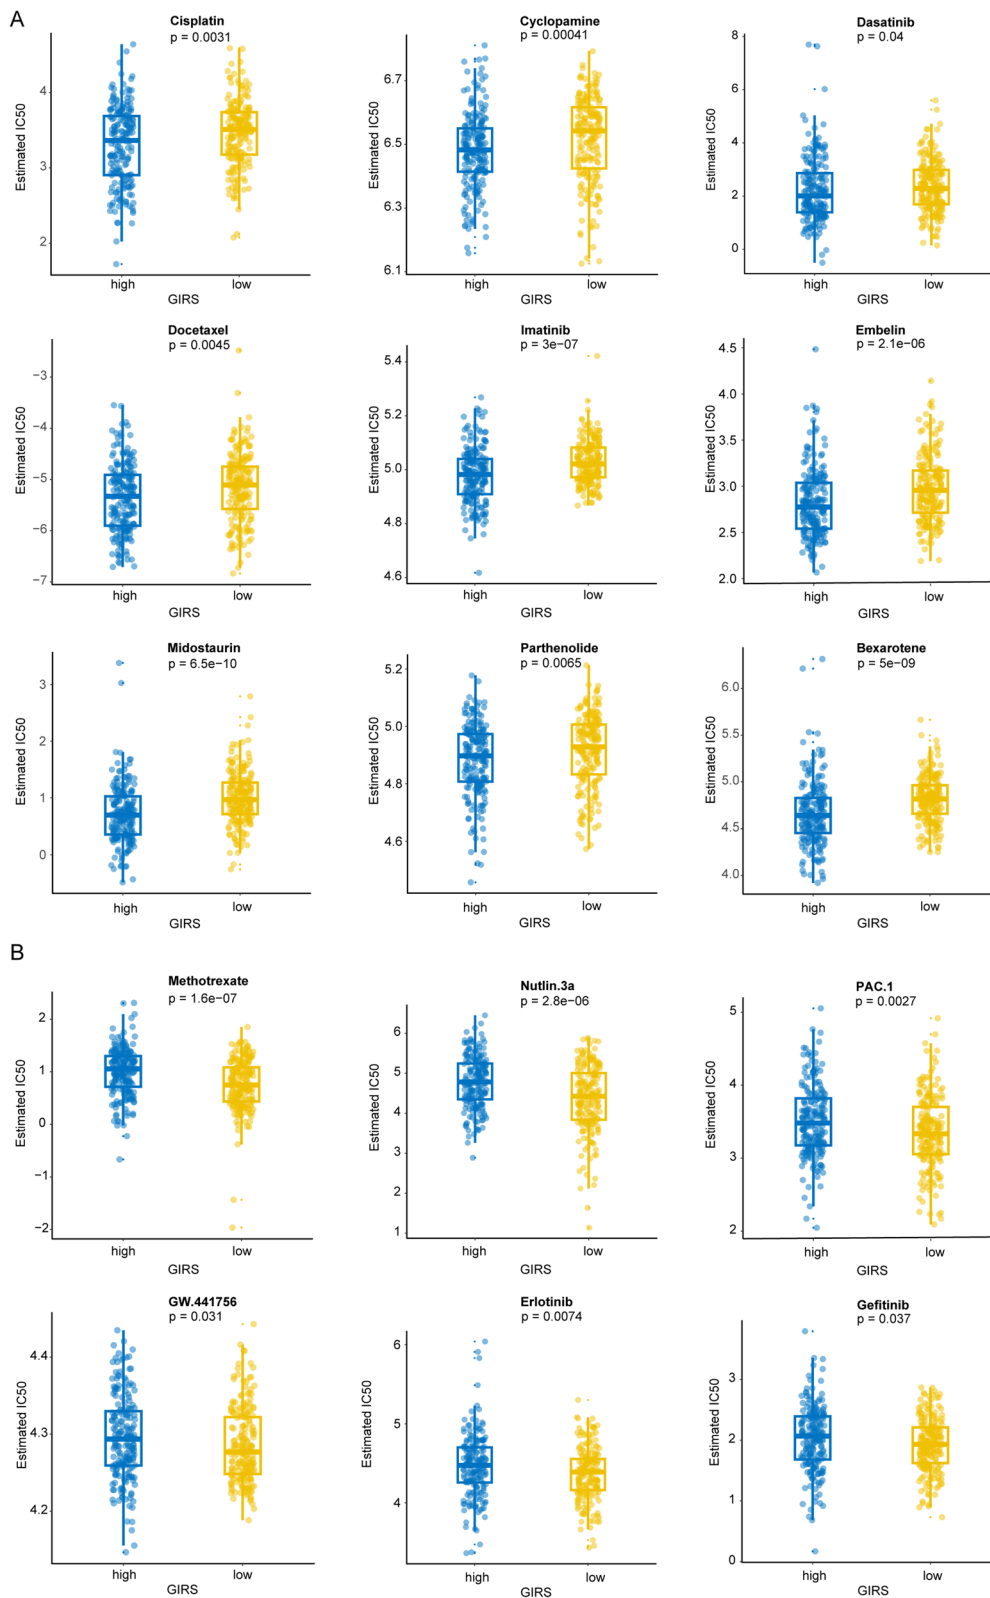 A
Cisplatin
p = 0.0031
Estimated IC50
4
3
2
high
low
GIRS
Cyclopamine
p = 0.00041
Estimated IC50
6.7
6.5
6.3
6.1
high
low
GIRS
Dasatinib
p = 0.04
Estimated IC50
8
6
4
2
0
high
low
GIRS
Docetaxel
p = 0.0045
Estimated IC50
−3
−4
−5
−6
−7
high
low
GIRS
Imatinib
p = 3e−07
Estimated IC50
5.4
5.2
5.0
4.8
4.6
high
low
GIRS
Embelin
p = 2.1e−06
Estimated IC50
4.5
4.0
3.5
3.0
2.5
2.0
high
low
GIRS
Midostaurin
p = 6.5e−10
Estimated IC50
3
2
1
0
high
low
GIRS
Parthenolide
p = 0.0065
Estimated IC50
5.2
5.0
4.8
4.6
high
low
GIRS
Bexarotene
p = 5e−09
Estimated IC50
6.0
5.0
4.5
4.0
high
low
GIRS
B
Methotrexate
p = 1.6e−07
Estimated IC50
2
1
0
−1
−2
high
low
GIRS
Nutlin.3a
p = 2.8e−06
Estimated IC50
6
5
4
3
2
1
high
low
GIRS
PAC.1
p = 0.0027
Estimated IC50
5
4
3
2
high
low
GIRS
GW.441756
p = 0.031
Estimated IC50
4.4
4.3
4.2
high
low
GIRS
Erlotinib
p = 0.0074
Estimated IC50
6
5
4
high
low
GIRS
Gefitinib
p = 0.037
Estimated IC50
3
2
1
0
high
low
GIRS